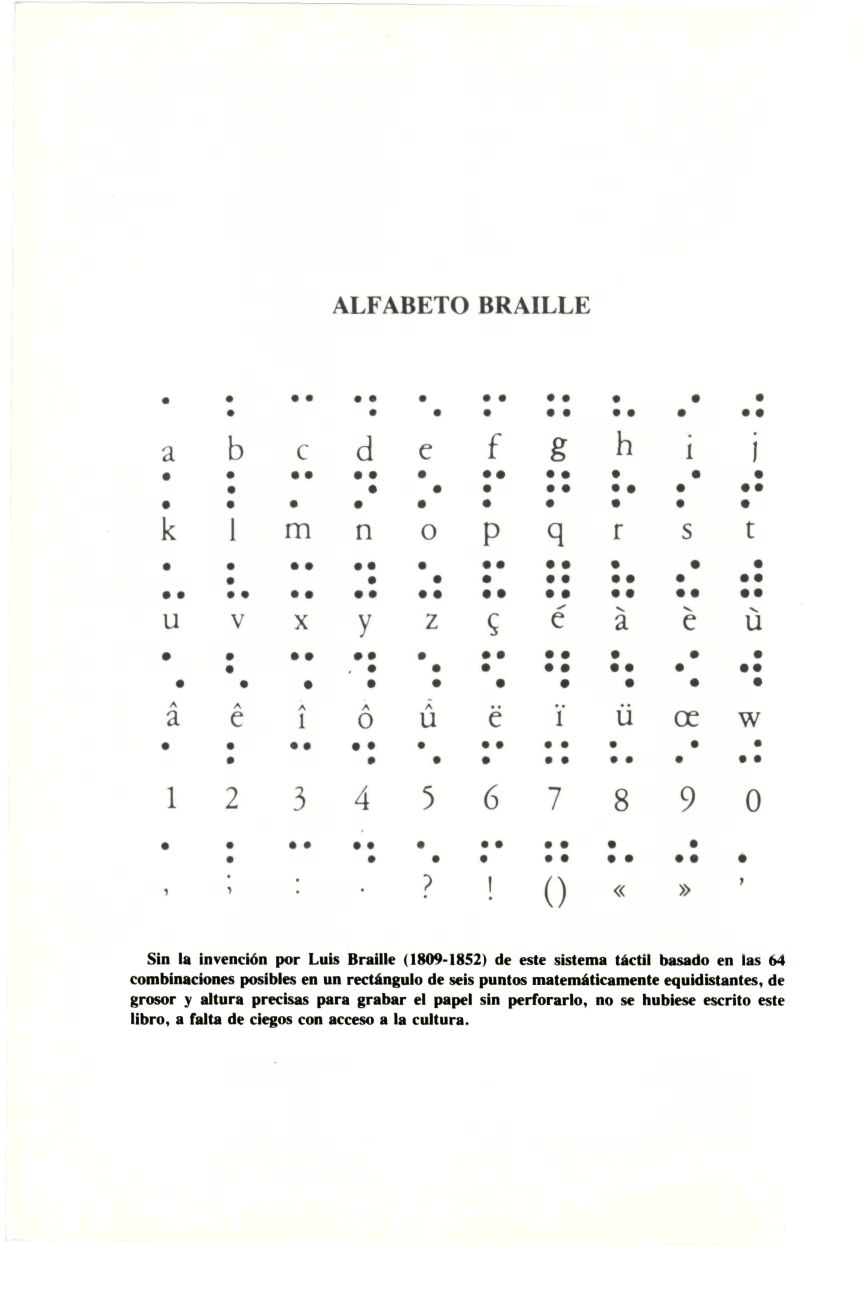 ALFABETO BRAILLE
a b c d e f g h i j
k l m n o p q r s t
u v x y z ç é à è ù
â ê î ô û ë ï ü œ w
1 2 3 4 5 6 7 8 9 0
, ; : . ? ! () « » '
Sin la invención por Luis Braille (1809-1852) de este sistema táctil basado en las 64
combinaciones posibles en un rectángulo de seis puntos matemáticamente equidistantes, de
grosor y altura precisas para grabar el papel sin perforarlo, no se hubiese escrito este
libro, a falta de ciegos con acceso a la cultura.